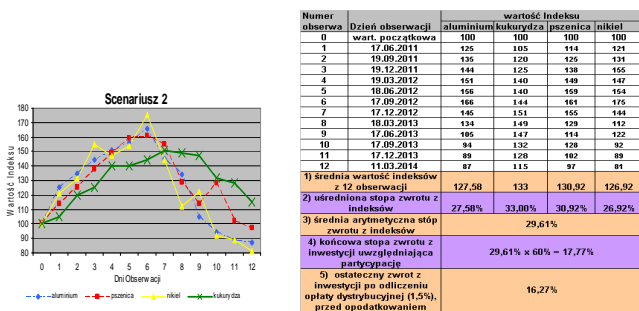 Scenariusz 2
Wartość Indeksu
180
170
160
150
140
130
120
110
100
90
80
0 1 2 3 4 5 6 7 8 9 10 11 12
Dni Obserwacji
aluminium pszenica nikiel kukurydza
Numer obserwa Dzień obserwacji wartość Indeksu
aluminium kukurydza pszenica nikiel
0 wart. początkowa 100 100 100 100
1 17.06.2011 125 105 114 121
2 19.09.2011 135 120 125 131
3 19.12.2011 144 125 138 155
4 19.03.2012 151 140 149 147
5 18.06.2012 156 140 159 154
6 17.09.2012 166 144 161 175
7 17.12.2012 145 151 155 144
8 18.03.2013 134 149 129 112
9 17.06.2013 105 147 114 122
10 17.09.2013 94 132 128 92
11 17.12.2013 89 128 102 89
12 11.03.2014 87 115 97 81
1) średnia wartość indeksów
z 12 obserwacji 127,58 133 130,92 126,92
2) uśredniona stopa zwrotu z
indeksów 27,58% 33,00% 30,92% 26,92%
3) średnia arytmetyczna stóp
zwrotu z indeksów 29,61%
4) końcowa stopa zwrotu z
inwestycji uwzględniająca
partycypację 29,61% x 60% = 17,77%
5) ostateczny zwrot z
inwestycji po odliczeniu
opłaty dystrybucyjnej (1,5%),
przed opodatkowaniem 16,27%